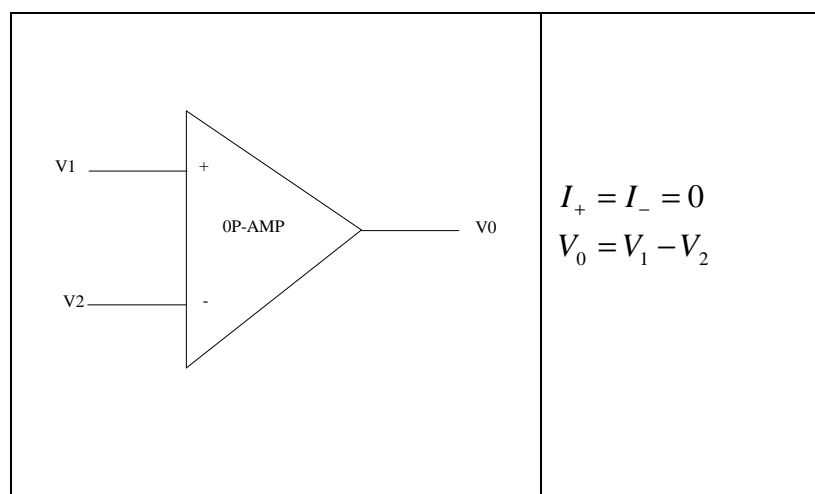 V1
+
0P-AMP
V0
V2
-
I₊ = I₋ = 0
V₀ = V₁ − V₂